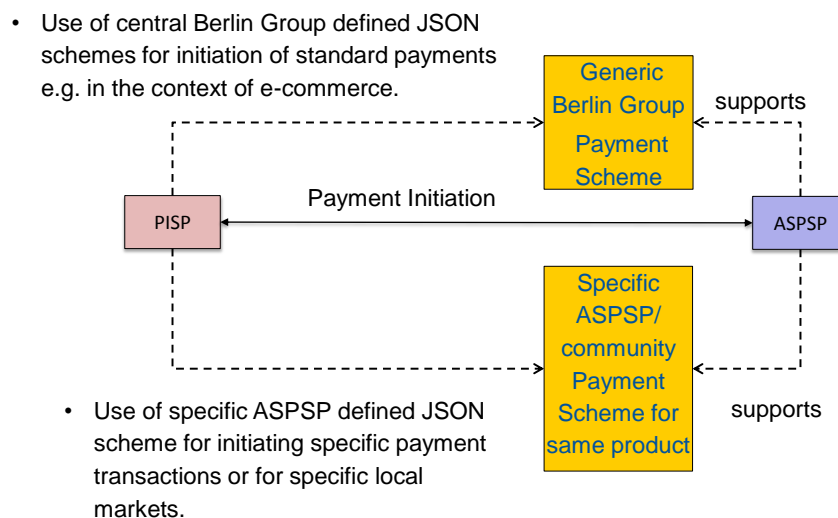 • Use of central Berlin Group defined JSON
schemes for initiation of standard payments
e.g. in the context of e-commerce.
Generic
Berlin Group
Payment
Scheme
supports
Payment Initiation
PISP
ASPSP
Specific
ASPSP/
community
Payment
Scheme for
same product
supports
• Use of specific ASPSP defined JSON
scheme for initiating specific payment
transactions or for specific local
markets.